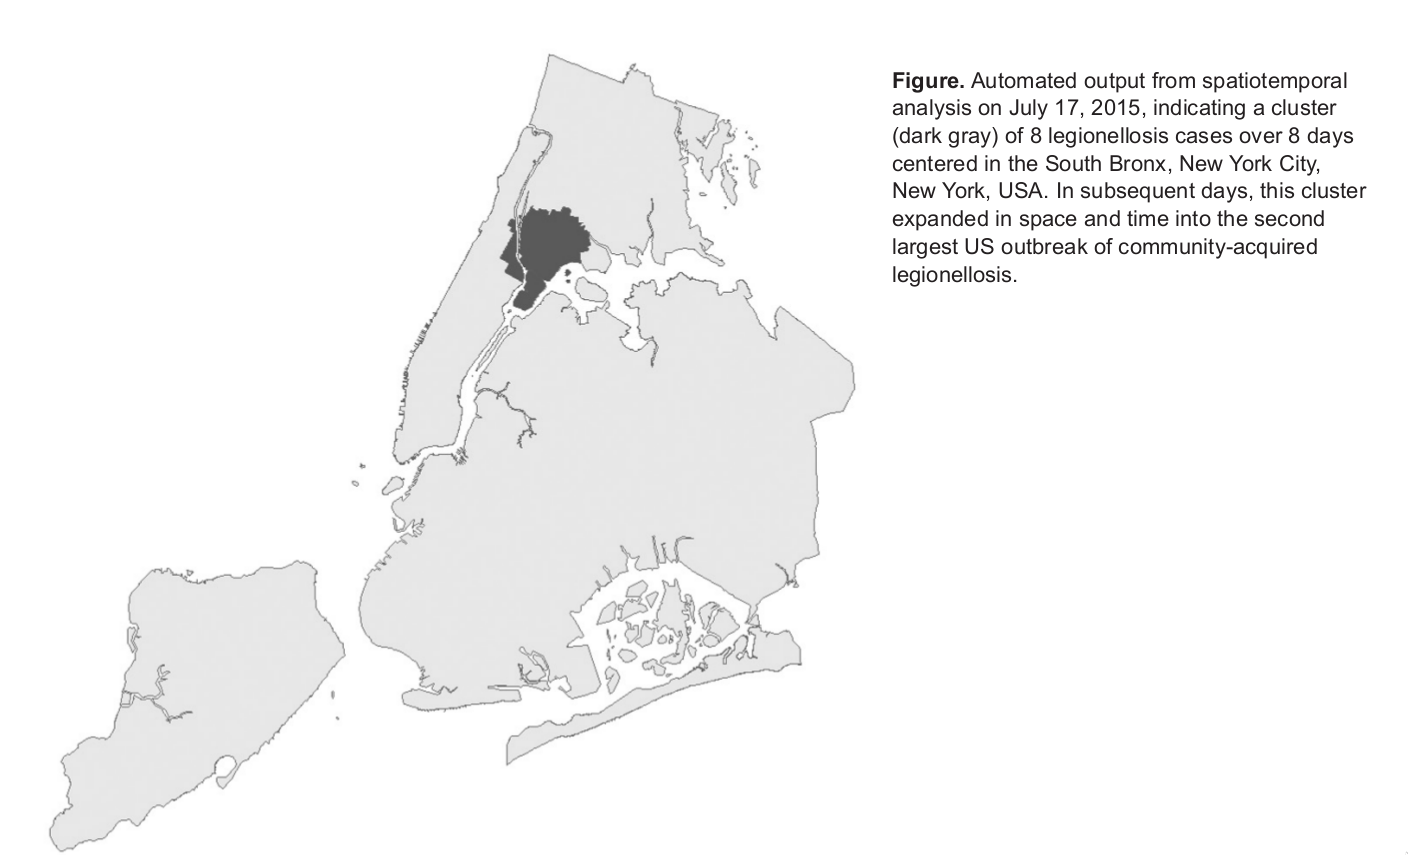 Figure. Automated output from spatiotemporal
analysis on July 17, 2015, indicating a cluster
(dark gray) of 8 legionellosis cases over 8 days
centered in the South Bronx, New York City,
New York, USA. In subsequent days, this cluster
expanded in space and time into the second
largest US outbreak of community-acquired
legionellosis.